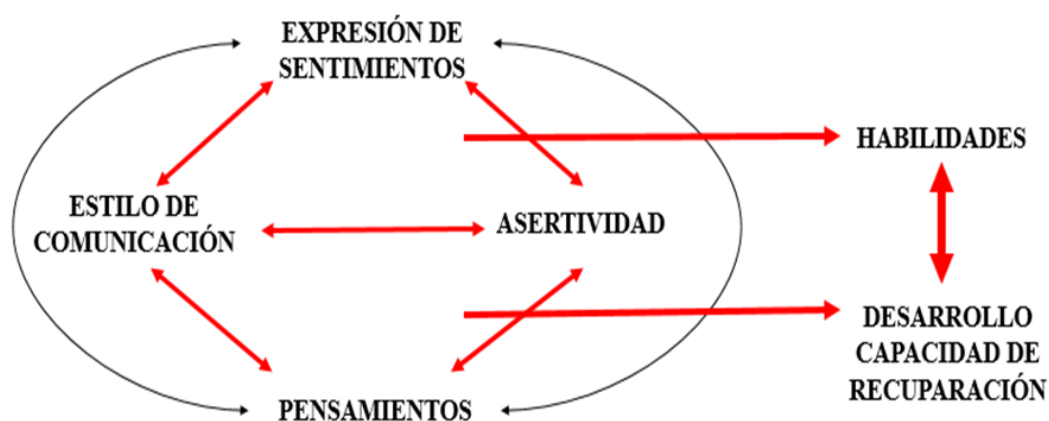 EXPRESIÓN DE
SENTIMIENTOS
HABILIDADES
ESTILO DE
COMUNICACIÓN
ASERTIVIDAD
DESARROLLO
CAPACIDAD DE
RECUPARACIÓN
PENSAMIENTOS